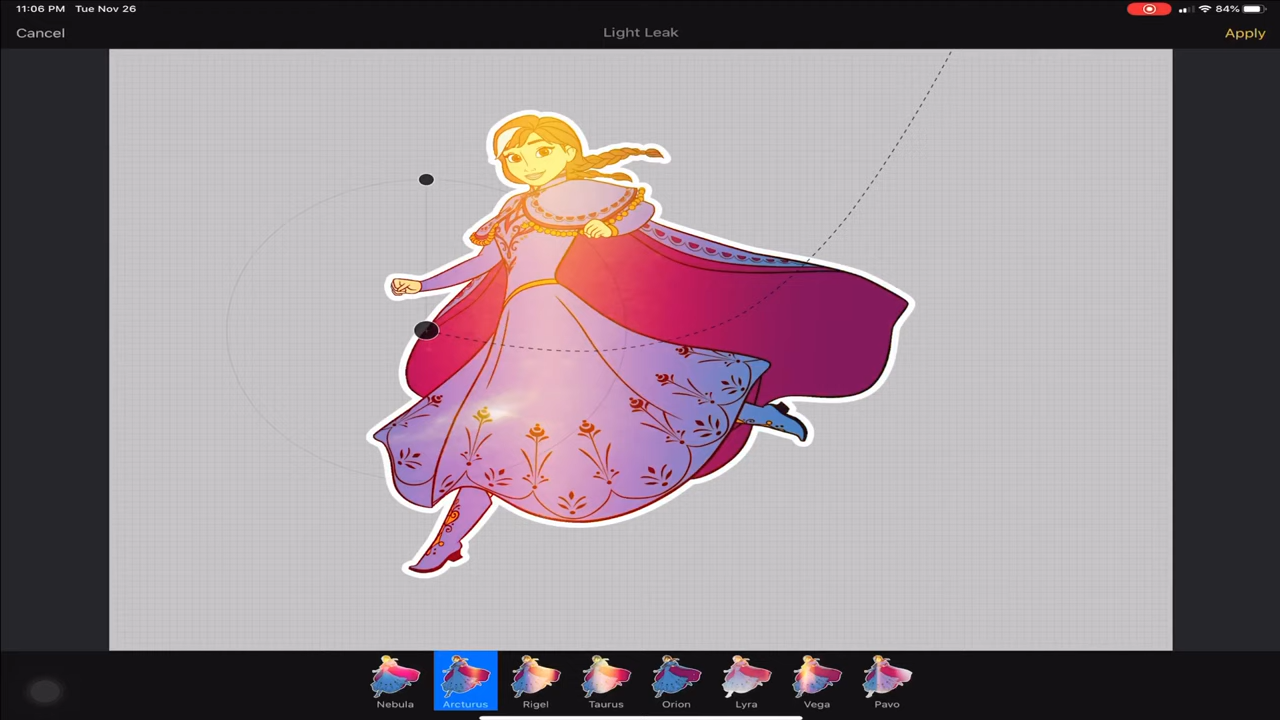 11:06 PM Tue Nov 26 84%
Cancel Light Leak Apply
Nebula Arcturus Rigel Taurus Orion Lyra Vega Pavo